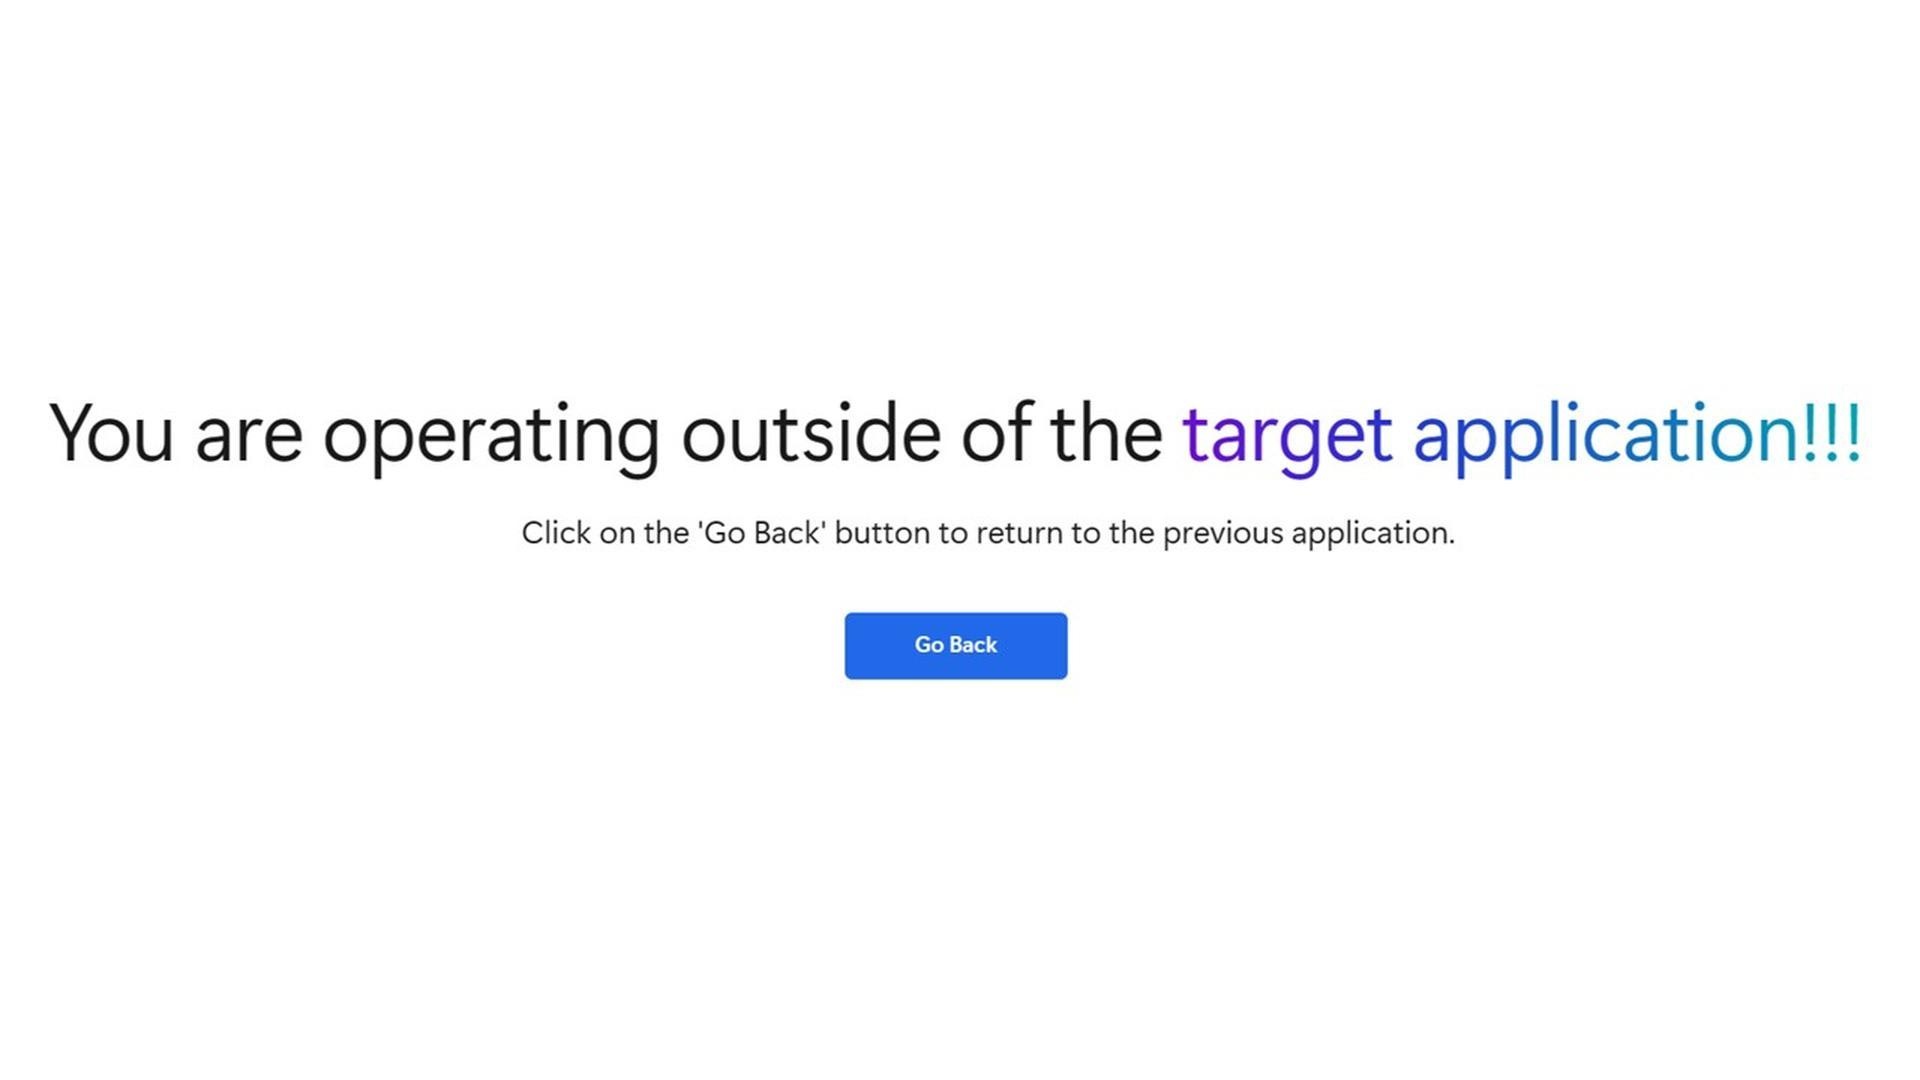 You are operating outside of the target application!!!
Click on the 'Go Back' button to return to the previous application.
Go Back